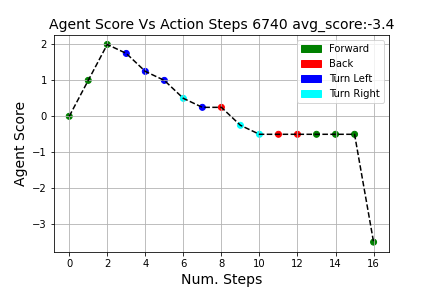 Agent Score Vs Action Steps 6740 avg_score:-3.4
2
1
0
−1
−2
−3
Agent Score
Forward
Back
Turn Left
Turn Right
0 2 4 6 8 10 12 14 16
Num. Steps